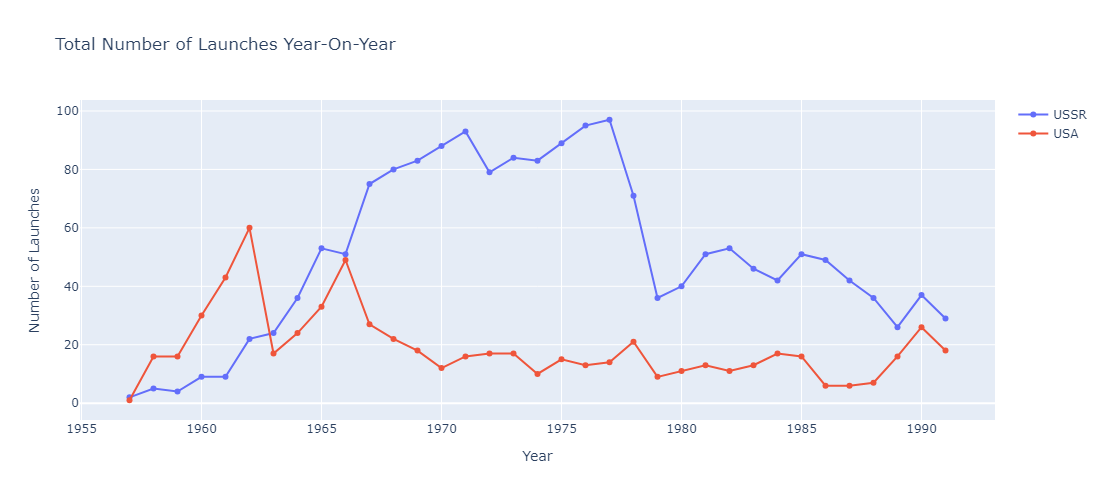 Total Number of Launches Year-On-Year
USSR
USA
Number of Launches
100
80
60
40
20
0
1955 1960 1965 1970 1975 1980 1985 1990
Year